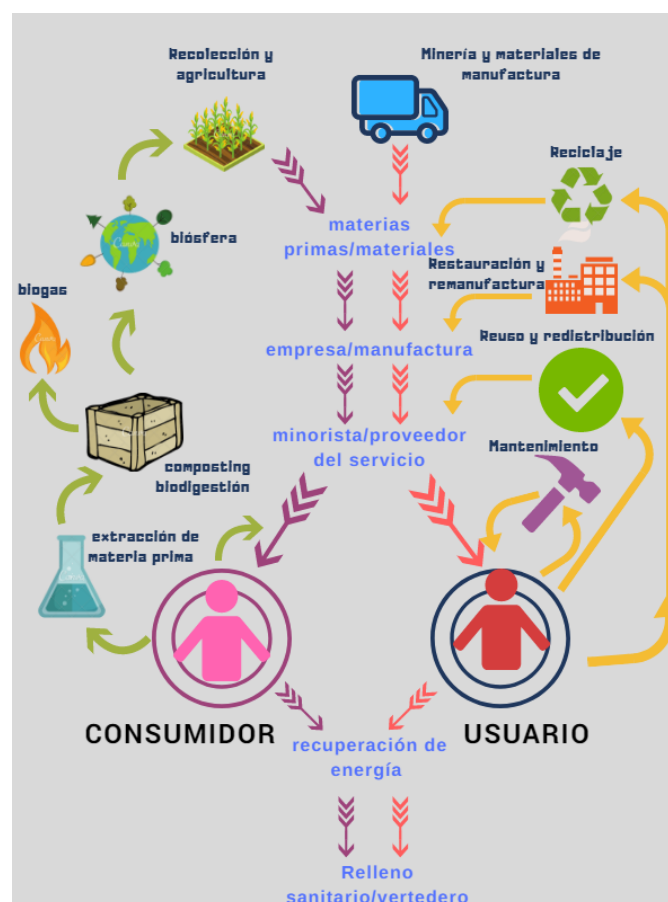 Recolección y
agricultura
Minería y materiales de
manufactura
Reciclaje
materias
primas/materiales
biósfera
Restauración y
remanufactura
biogas
empresa/manufactura
Reuso y redistribución
minorista/proveedor
del servicio
Mantenimiento
composting
biodigestión
extracción de
materia prima
CONSUMIDOR
USUARIO
recuperación de
energía
Relleno
sanitario/vertedero